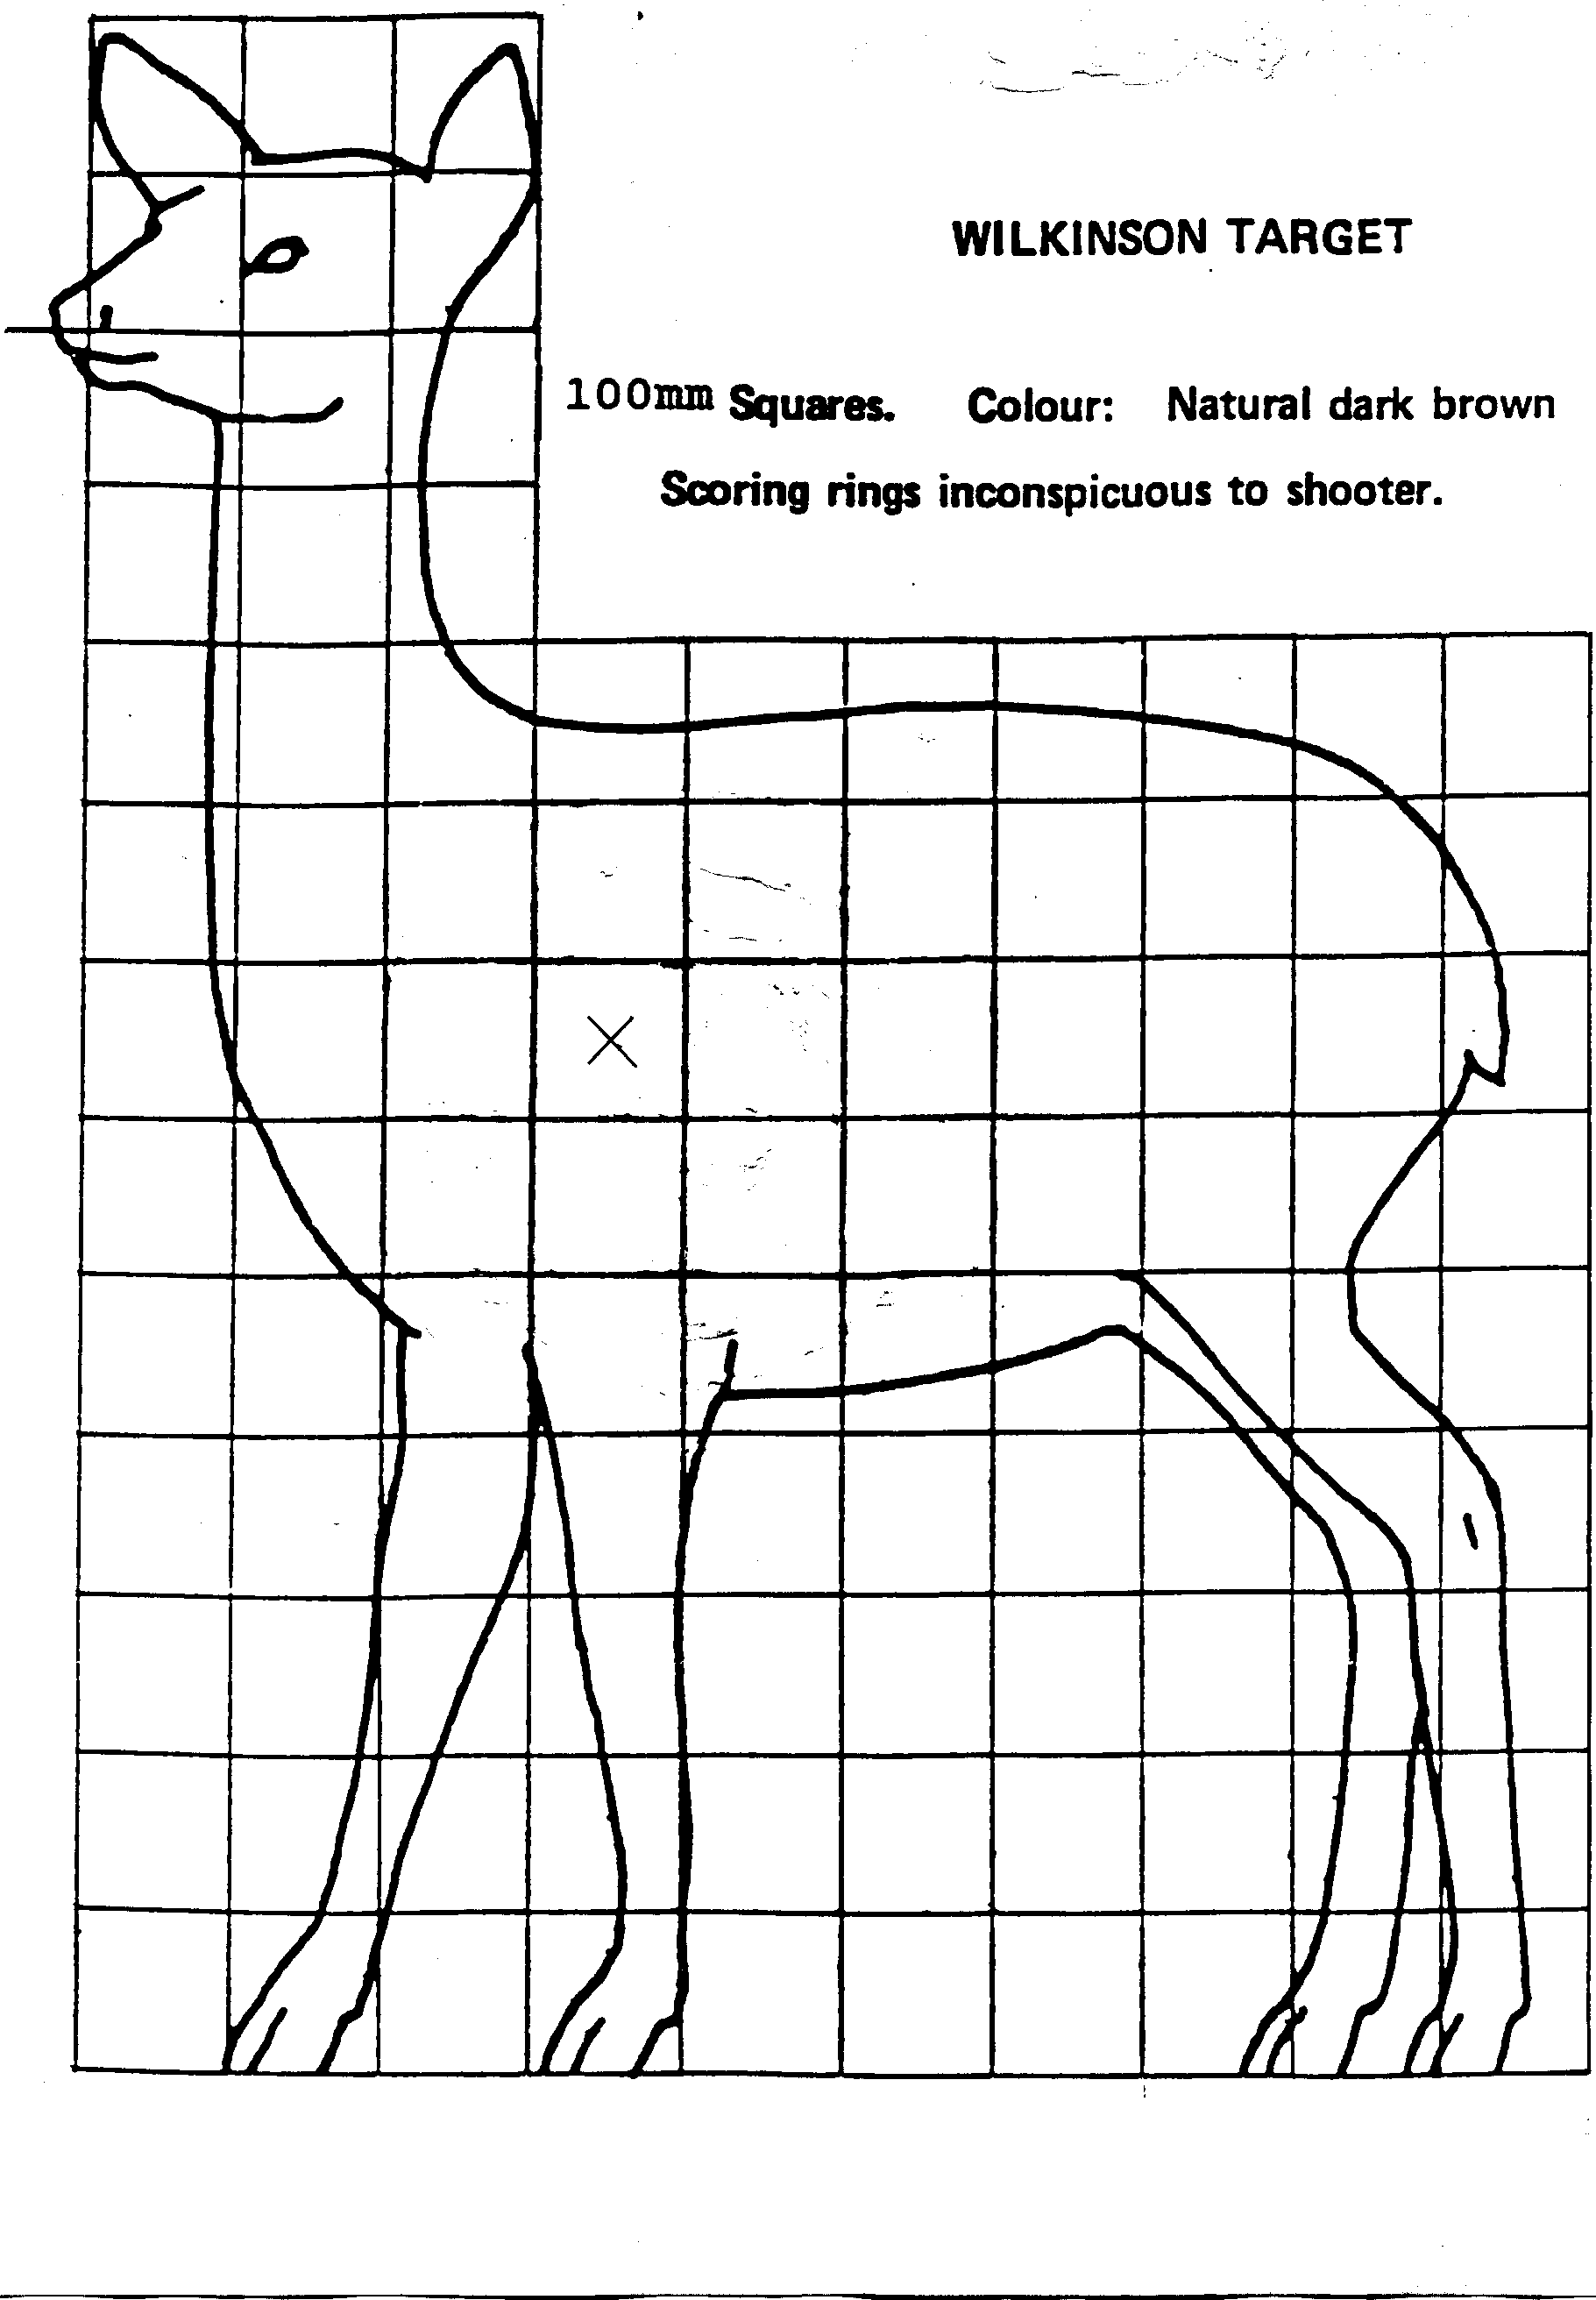 WILKINSON TARGET
100mm Squares. Colour: Natural dark brown
Scoring rings inconspicuous to shooter.